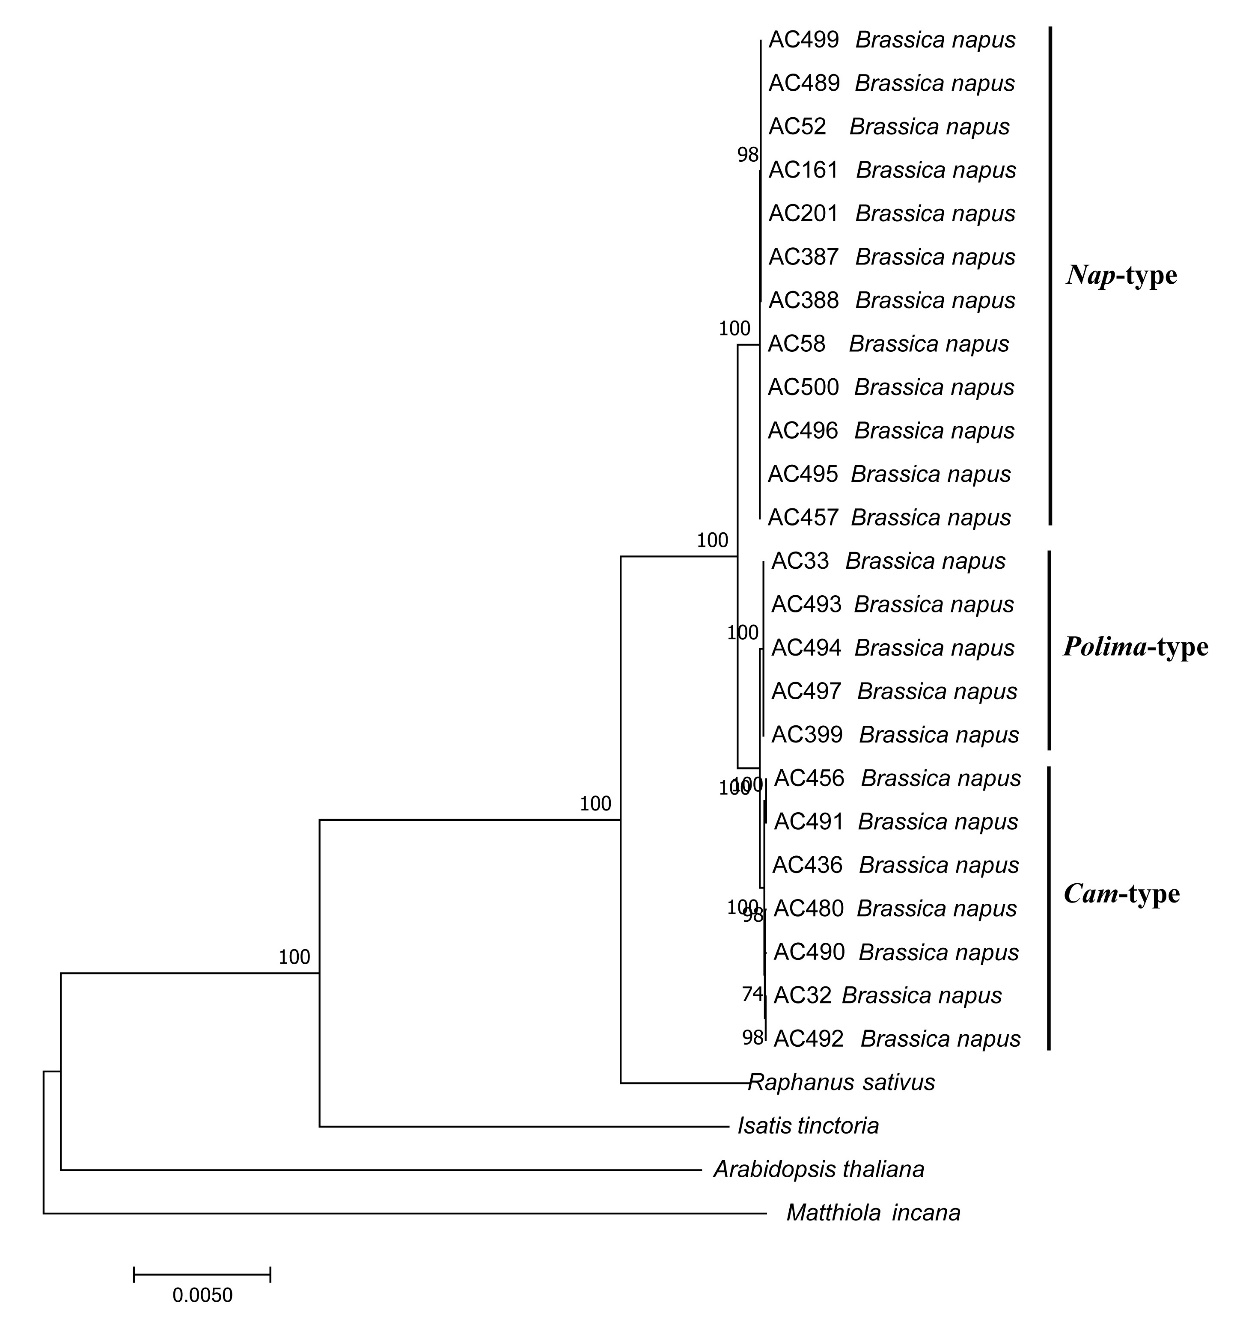 AC499 Brassica napus
AC489 Brassica napus
AC52 Brassica napus
98
AC161 Brassica napus
AC201 Brassica napus
AC387 Brassica napus
Nap-type
AC388 Brassica napus
100
AC58 Brassica napus
AC500 Brassica napus
AC496 Brassica napus
AC495 Brassica napus
AC457 Brassica napus
100
AC33 Brassica napus
AC493 Brassica napus
100
AC494 Brassica napus
Polima-type
AC497 Brassica napus
AC399 Brassica napus
AC456 Brassica napus
100
100
100
AC491 Brassica napus
AC436 Brassica napus
Cam-type
100
98
AC480 Brassica napus
100
AC490 Brassica napus
74
AC32 Brassica napus
98
AC492 Brassica napus
Raphanus sativus
Isatis tinctoria
Arabidopsis thaliana
Matthiola incana
0.0050